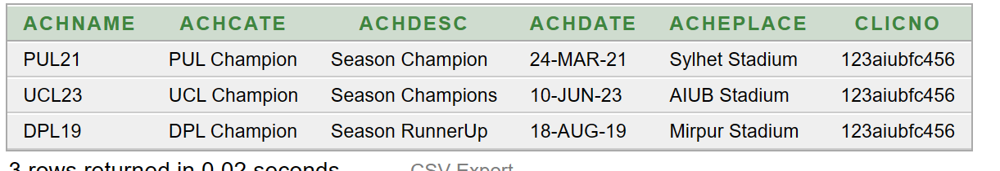 ACHNAME ACHCATE ACHDESC ACHDATE ACHEPLACE CLICNO
PUL21 PUL Champion Season Champion 24-MAR-21 Sylhet Stadium 123aiubfc456
UCL23 UCL Champion Season Champions 10-JUN-23 AIUB Stadium 123aiubfc456
DPL19 DPL Champion Season RunnerUp 18-AUG-19 Mirpur Stadium 123aiubfc456
3 rows returned in 0.02 seconds CSV Export